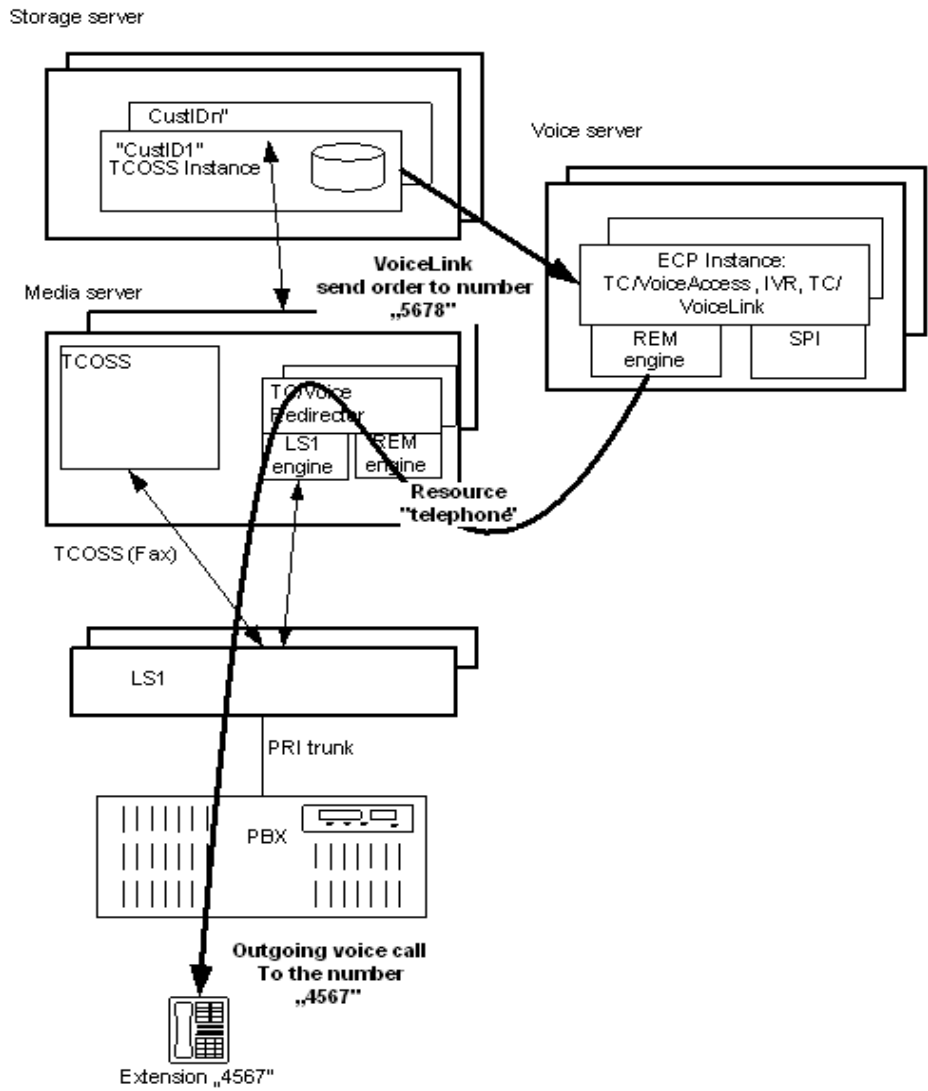 Storage server
CustIDn"
"CustID1"
TCOSS Instance
Voice server
ECP Instance:
TC/VoiceAccess , IVR, TC/
VoiceLink
REM
engine
SPI
VoiceLink
send order to number
„5678"
Media server
TCOSS
TC/Voice
Redirector
LS1
engine
REM
engine
Resource
"telephone"
TCOSS (Fax)
LS1
PRI trunk
PBX
Outgoing voice call
To the number
„4567"
Extension „4567"